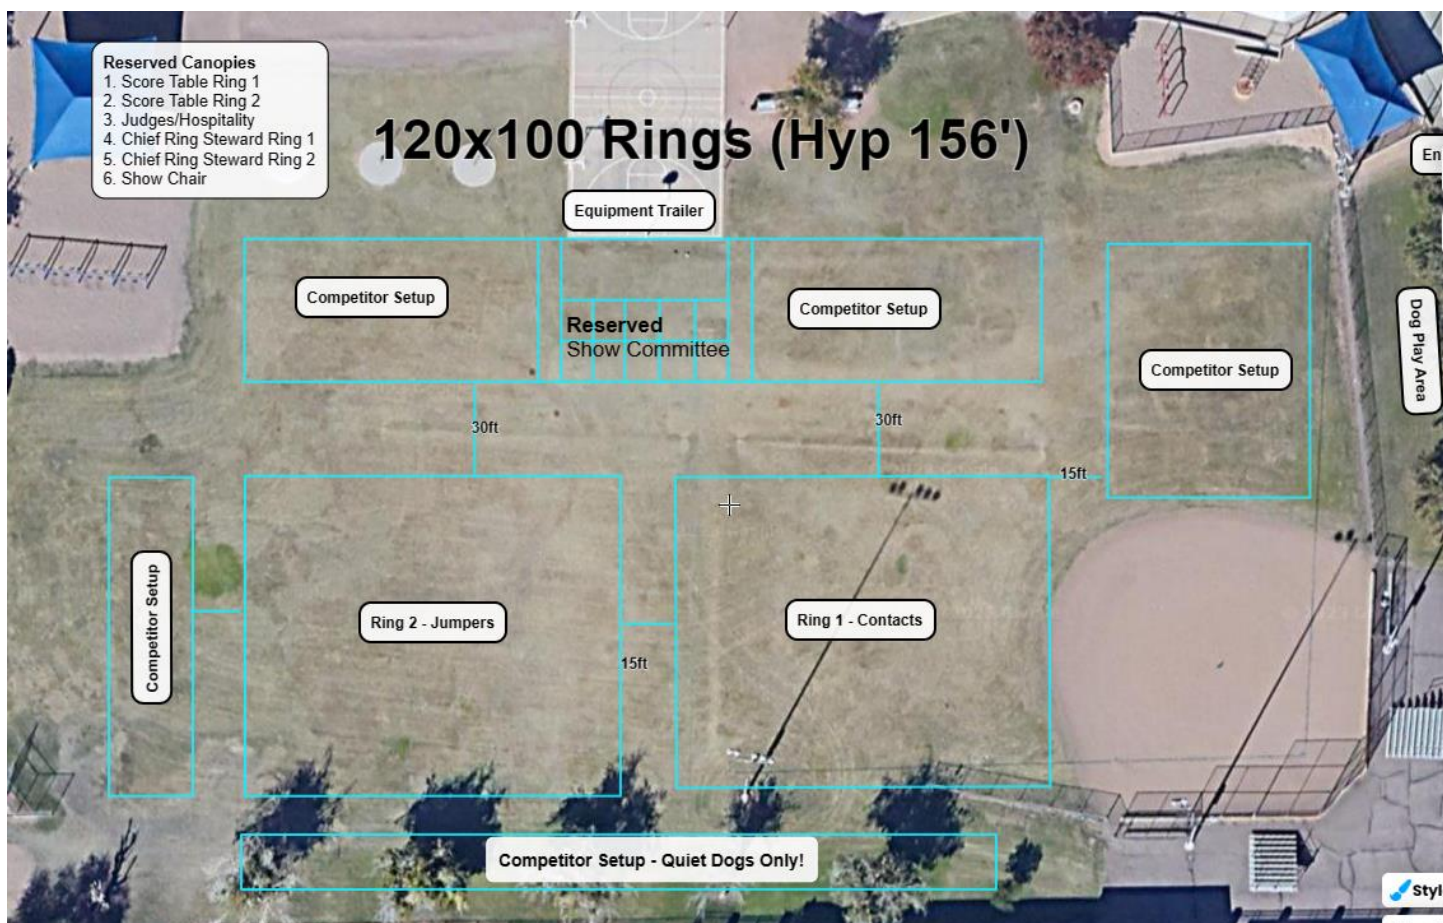 Reserved Canopies
1. Score Table Ring 1
2. Score Table Ring 2
3. Judges/Hospitality
4. Chief Ring Steward Ring 1
5. Chief Ring Steward Ring 2
6. Show Chair
120x100 Rings (Hyp 156')
En
Equipment Trailer
Competitor Setup
Competitor Setup
Reserved
Show Committee
Competitor Setup
Dog Play Area
30ft
30ft
15ft
Competitor Setup
Ring 2 - Jumpers
Ring 1 - Contacts
15ft
Competitor Setup - Quiet Dogs Only!
Styl